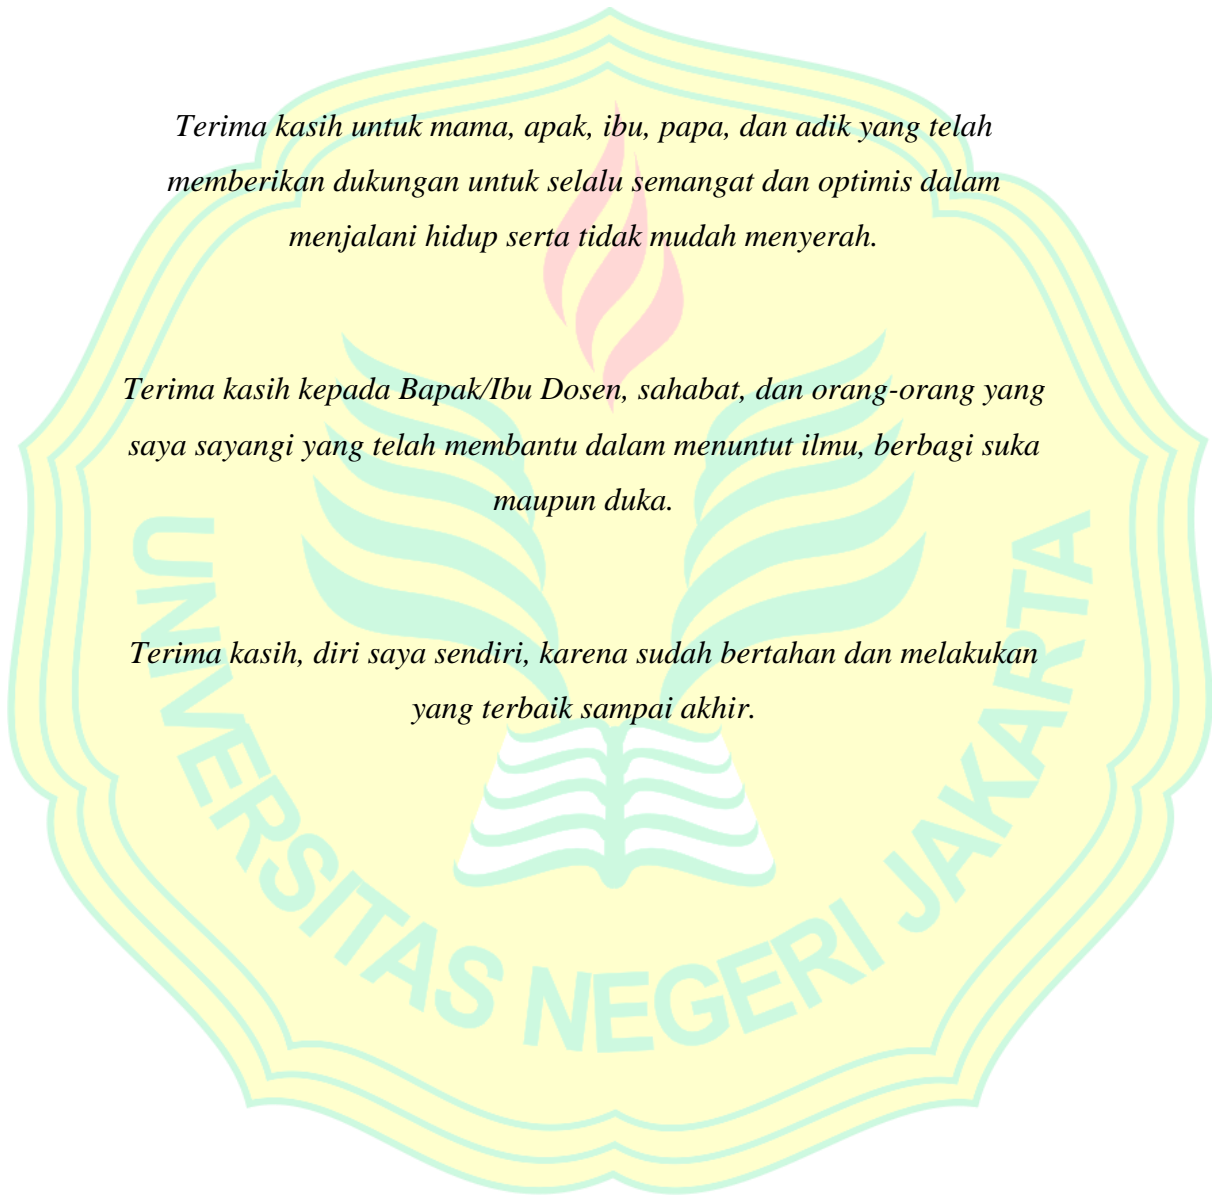 Terima kasih untuk mama, apak, ibu, papa, dan adik yang telah
memberikan dukungan untuk selalu semangat dan optimis dalam
menjalani hidup serta tidak mudah menyerah.
Terima kasih kepada Bapak/Ibu Dosen, sahabat, dan orang-orang yang
saya sayangi yang telah membantu dalam menuntut ilmu, berbagi suka
maupun duka.
Terima kasih, diri saya sendiri, karena sudah bertahan dan melakukan
yang terbaik sampai akhir.
UNIVERSITAS NEGERI JAKARTA